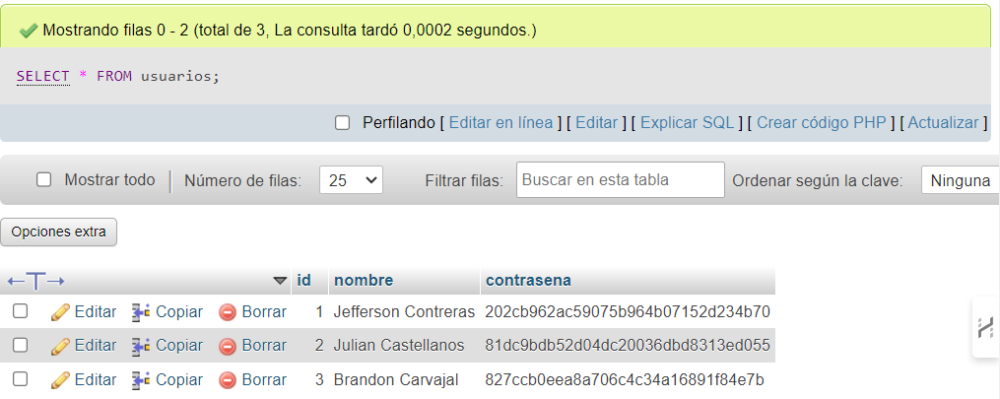 Mostrando filas 0 - 2 (total de 3, La consulta tardó 0,0002 segundos.)
SELECT * FROM usuarios;
Perfilando [ Editar en línea ] [ Editar ] [ Explicar SQL ] [ Crear código PHP ] [ Actualizar ]
Mostrar todo Número de filas: 25 Filtrar filas: Buscar en esta tabla Ordenar según la clave: Ninguna
Opciones extra
←T→ id nombre contrasena
Editar Copiar Borrar 1 Jefferson Contreras 202cb962ac59075b964b07152d234b70
Editar Copiar Borrar 2 Julian Castellanos 81dc9bdb52d04dc20036dbd8313ed055
Editar Copiar Borrar 3 Brandon Carvajal 827ccb0eea8a706c4c34a16891f84e7b